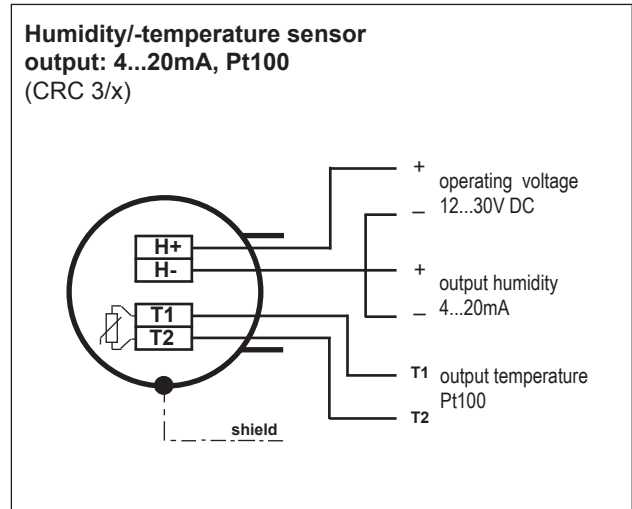 Humidity/-temperature sensor
output: 4...20mA, Pt100
(CRC 3/x)
+
operating voltage
12...30V DC
–
H+
H-
+
output humidity
4...20mA
–
T1
T2
T1 output temperature
Pt100
T2
shield